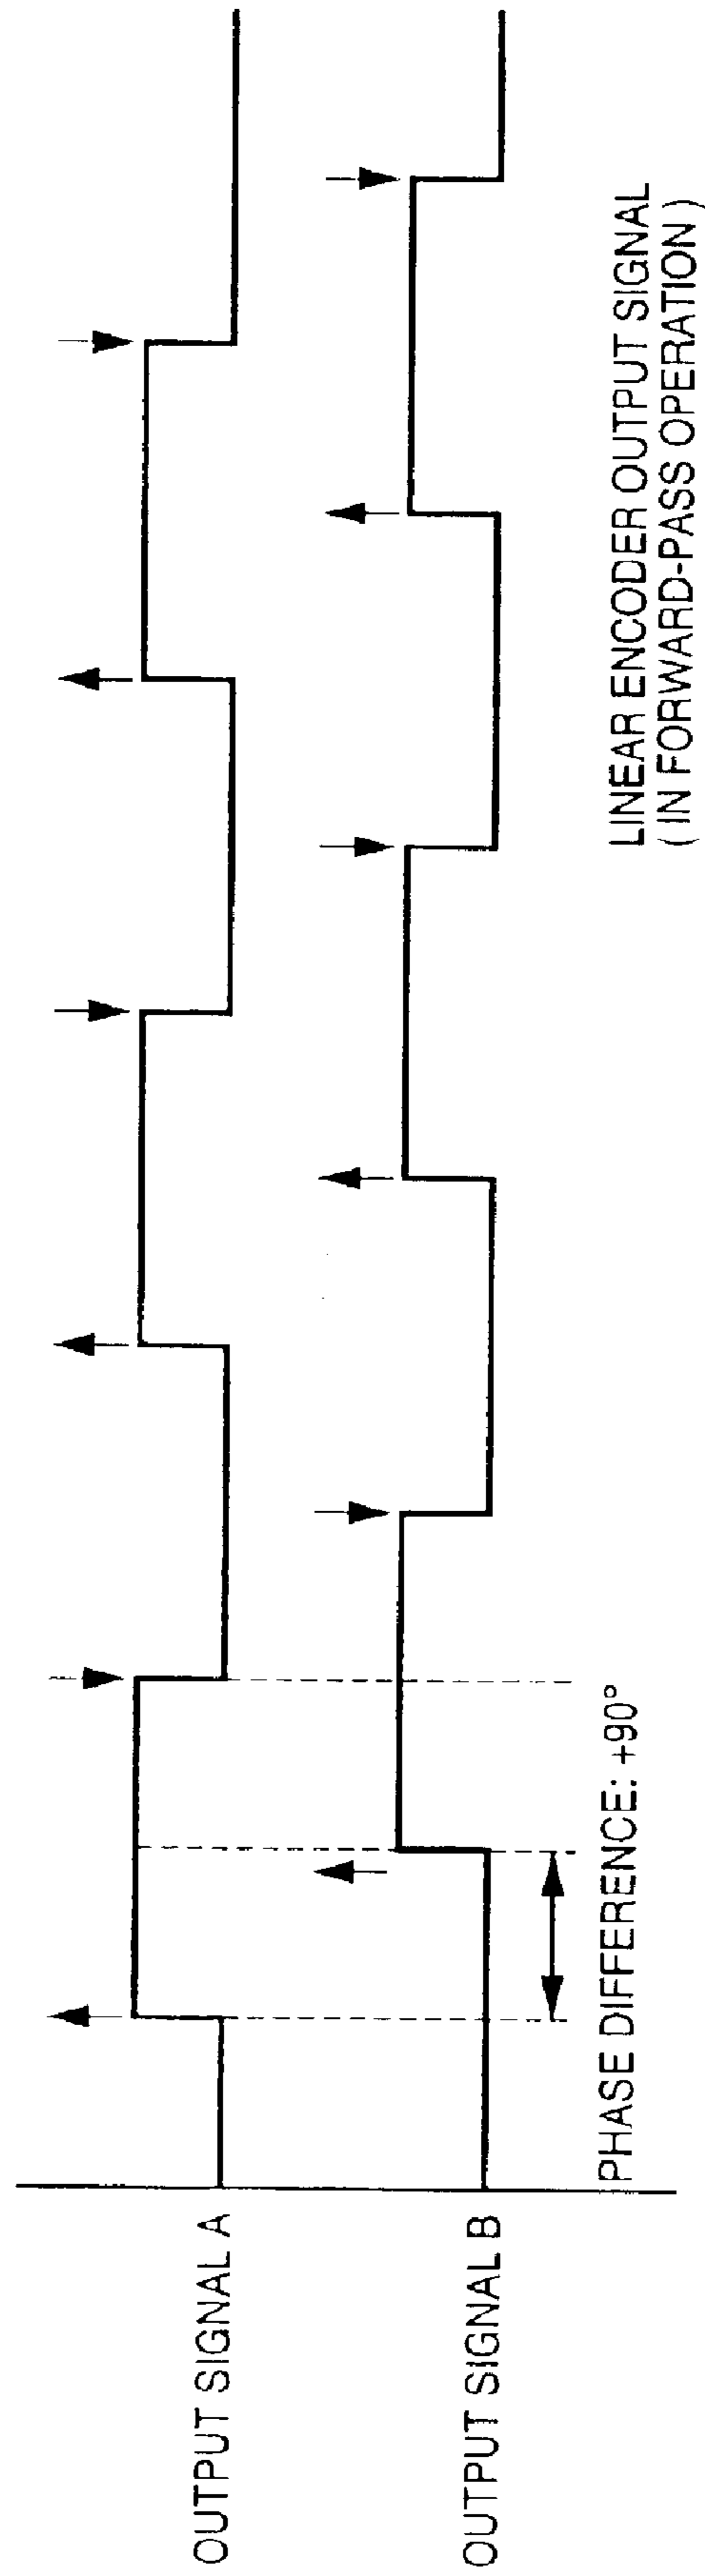 OUTPUT SIGNAL A
OUTPUT SIGNAL B
PHASE DIFFERENCE: +90°
LINEAR ENCODER OUTPUT SIGNAL
( IN FORWARD-PASS OPERATION )